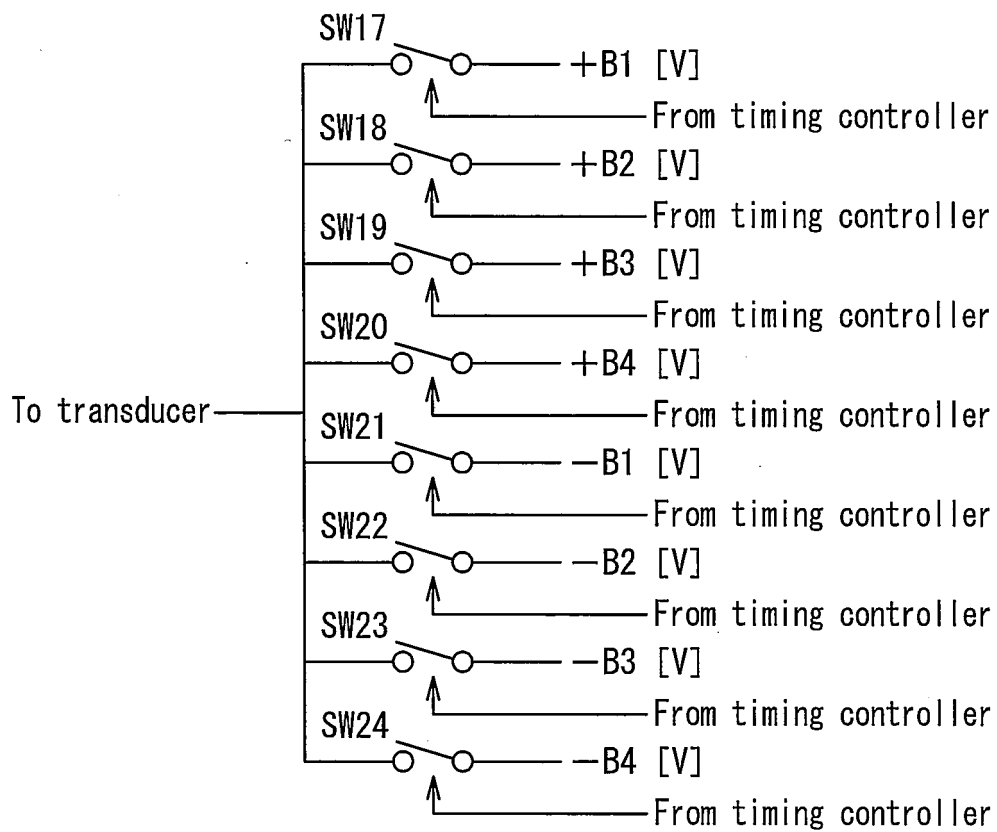 SW17
+B1 [V]
From timing controller
SW18
+B2 [V]
From timing controller
SW19
+B3 [V]
From timing controller
SW20
+B4 [V]
To transducer
From timing controller
SW21
−B1 [V]
From timing controller
SW22
−B2 [V]
From timing controller
SW23
−B3 [V]
From timing controller
SW24
−B4 [V]
From timing controller